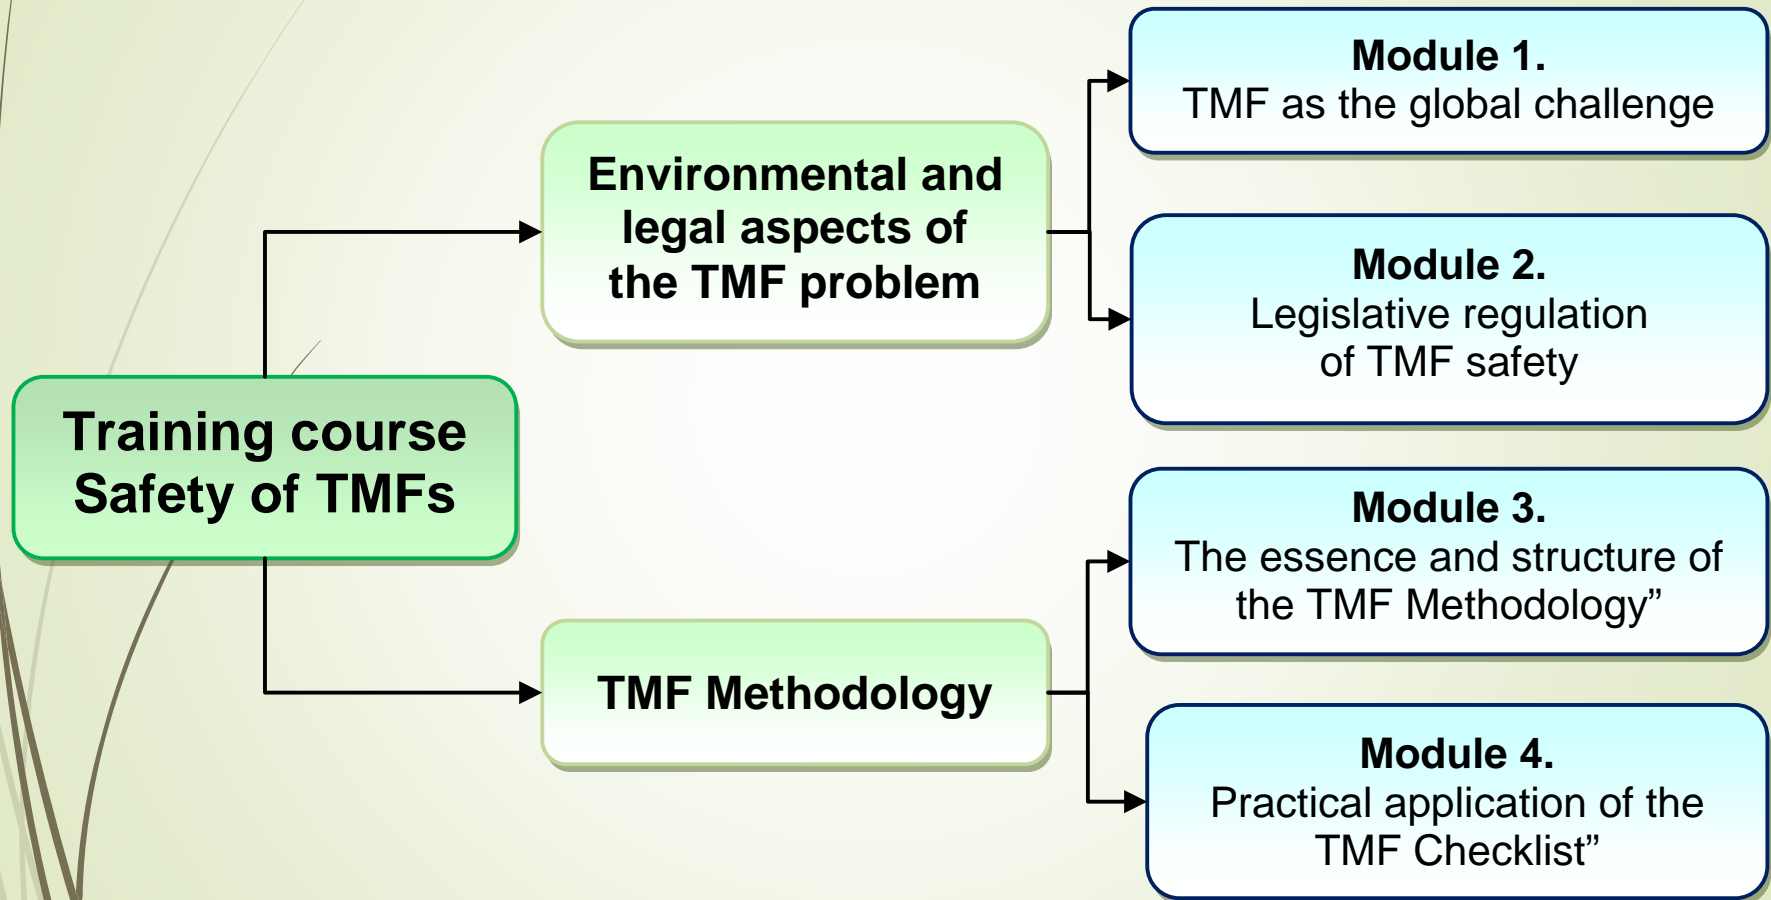 Training course
Safety of TMFs
Environmental and
legal aspects of
the TMF problem
Module 1.
TMF as the global challenge
Module 2.
Legislative regulation
of TMF safety
TMF Methodology
Module 3.
The essence and structure of
the TMF Methodology”
Module 4.
Practical application of the
TMF Checklist”